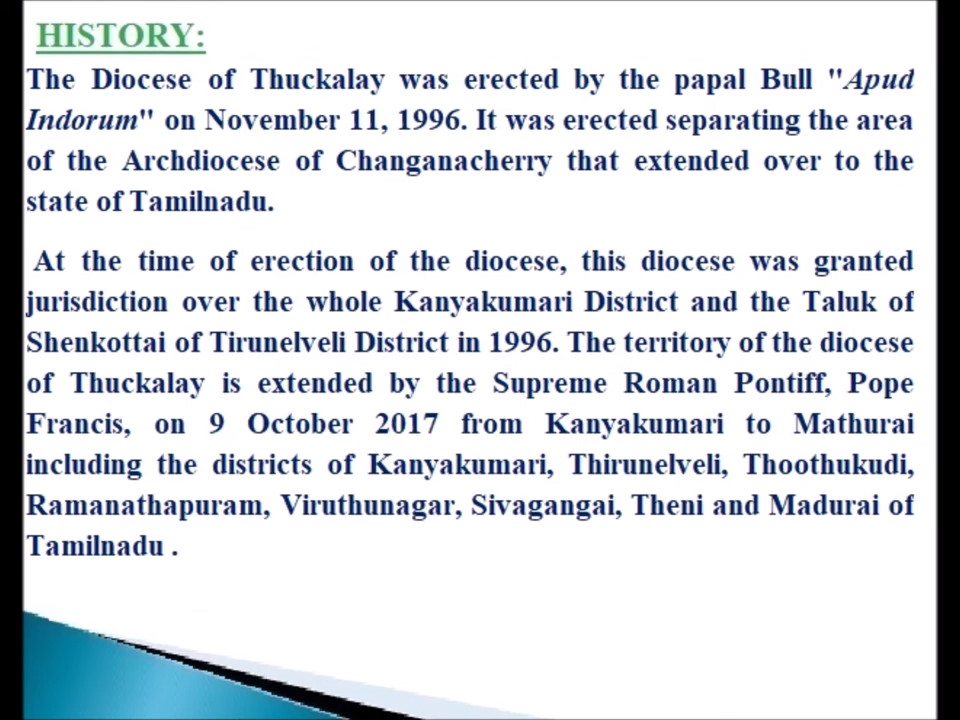 HISTORY:
The Diocese of Thuckalay was erected by the papal Bull "Apud
Indorum" on November 11, 1996. It was erected separating the area
of the Archdiocese of Changanacherry that extended over to the
state of Tamilnadu.
At the time of erection of the diocese, this diocese was granted
jurisdiction over the whole Kanyakumari District and the Taluk of
Shenkottai of Tirunelveli District in 1996. The territory of the diocese
of Thuckalay is extended by the Supreme Roman Pontiff, Pope
Francis, on 9 October 2017 from Kanyakumari to Mathurai
including the districts of Kanyakumari, Thirunelveli, Thoothukudi,
Ramanathapuram, Viruthunagar, Sivagangai, Theni and Madurai of
Tamilnadu .